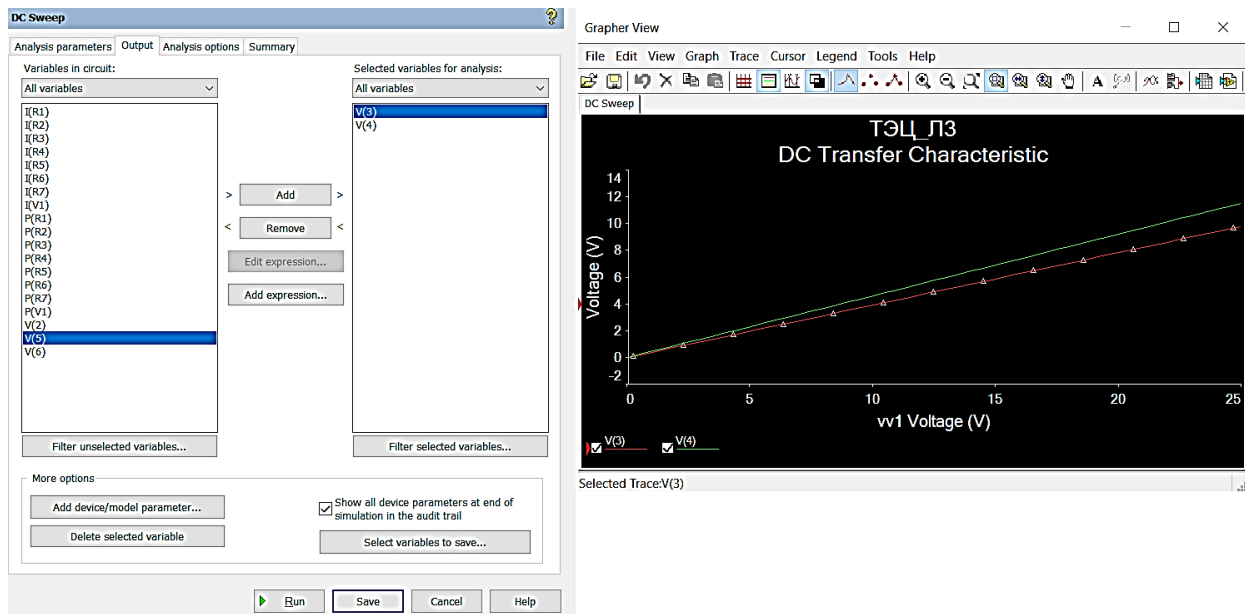 DC Sweep
?
Analysis parameters Output Analysis options Summary
Variables in circuit:
All variables
I(R1)
I(R2)
I(R3)
I(R4)
I(R5)
I(R6)
I(R7)
I(V1)
P(R1)
P(R2)
P(R3)
P(R4)
P(R5)
P(R6)
P(R7)
P(V1)
V(2)
V(5)
V(6)
Filter unselected variables...
> Add >
< Remove <
Edit expression...
Add expression...
Selected variables for analysis:
All variables
V(3)
V(4)
Filter selected variables...
More options
Add device/model parameter...
Delete selected variable
Show all device parameters at end of
simulation in the audit trail
Select variables to save...
Run Save Cancel Help
Grapher View
File Edit View Graph Trace Cursor Legend Tools Help
A
DC Sweep
ТЭЦ_Л3
DC Transfer Characteristic
Voltage (V)
14
12
10
8
6
4
2
0
-2
0 5 10 15 20 25
vv1 Voltage (V)
V(3) V(4)
Selected Trace:V(3)